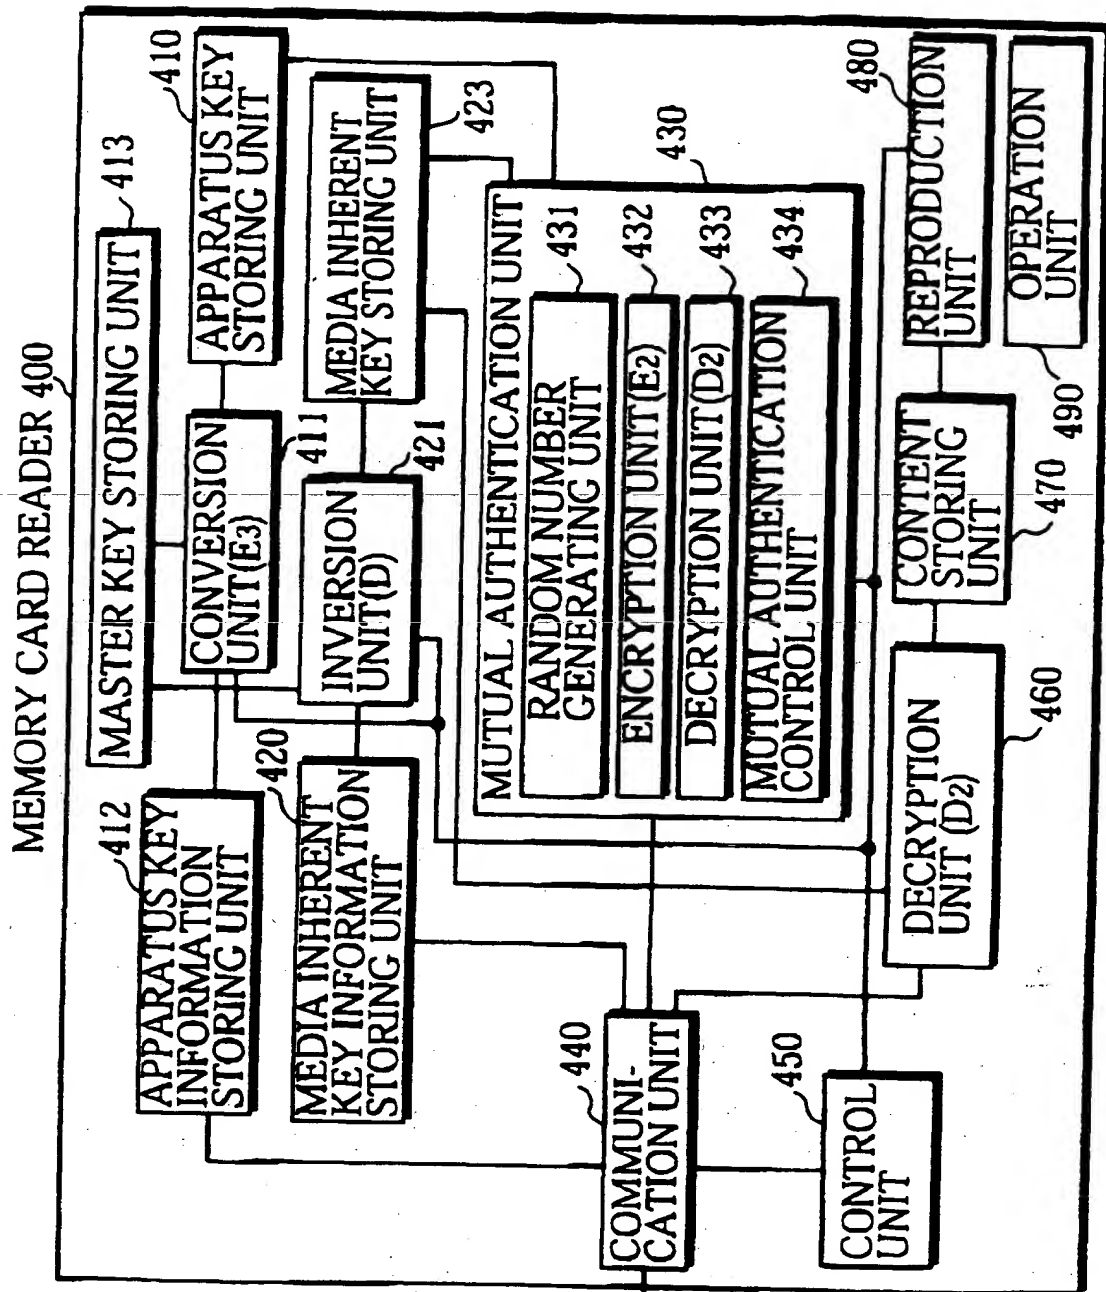 MEMORY CARD READER 400
MASTER KEY STORING UNIT
413
412
APPARATUS KEY
INFORMATION
STORING UNIT
CONVERSION
UNIT(E3)
411
APPARATUS KEY
STORING UNIT
410
420
MEDIA INHERENT
KEY INFORMATION
STORING UNIT
INVERSION
UNIT(D)
421
MEDIA INHERENT
KEY STORING UNIT
423
MUTUAL AUTHENTICATION UNIT
430
RANDOM NUMBER
GENERATING UNIT
431
ENCRYPTION UNIT(E2)
432
DECRYPTION UNIT(D2)
433
MUTUAL AUTHENTICATION
CONTROL UNIT
434
440
COMMUNI-
CATION UNIT
450
CONTROL
UNIT
DECRYPTION
UNIT (D2)
460
CONTENT
STORING
UNIT
470
REPRODUCTION
UNIT
480
OPERATION
UNIT
490